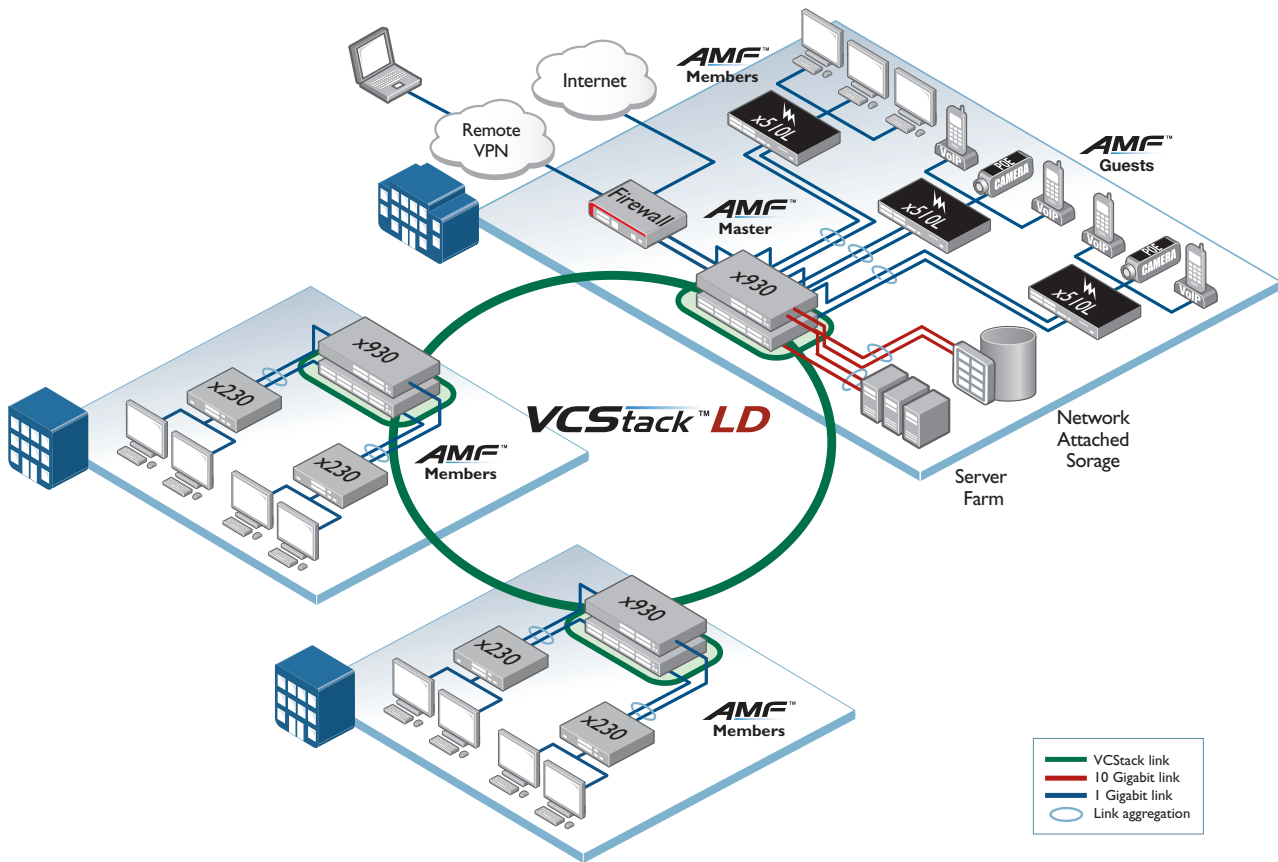 AMF™
Members
Internet
Remote
VPN
x510L
VoIP
AMF™
Guests
POE
CAMERA
VoIP
Firewall
AMF™
Master
x510L
VoIP
POE
CAMERA
VoIP
x930
x510L
x930
x230
VCStack™ LD
Network
Attached
Sorage
AMF™
Members
x230
Server
Farm
x930
x230
AMF™
Members
x230
VCStack link
10 Gigabit link
1 Gigabit link
Link aggregation